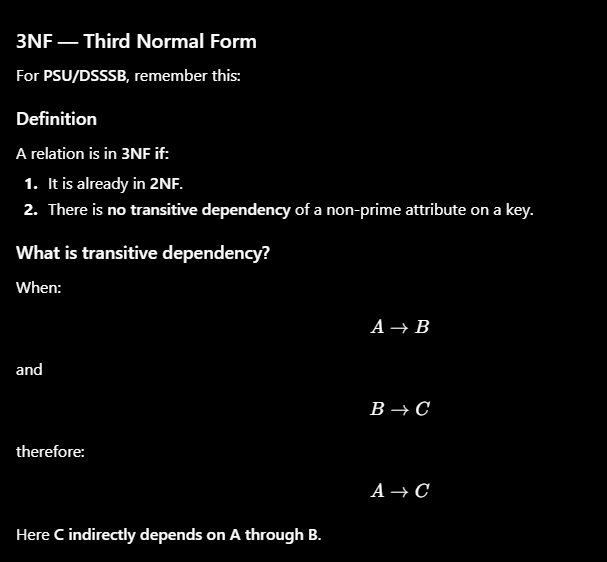 3NF — Third Normal Form
For PSU/DSSSB, remember this:
Definition
A relation is in 3NF if:
1. It is already in 2NF.
2. There is no transitive dependency of a non-prime attribute on a key.
What is transitive dependency?
When:
A → B
and
B → C
therefore:
A → C
Here C indirectly depends on A through B.